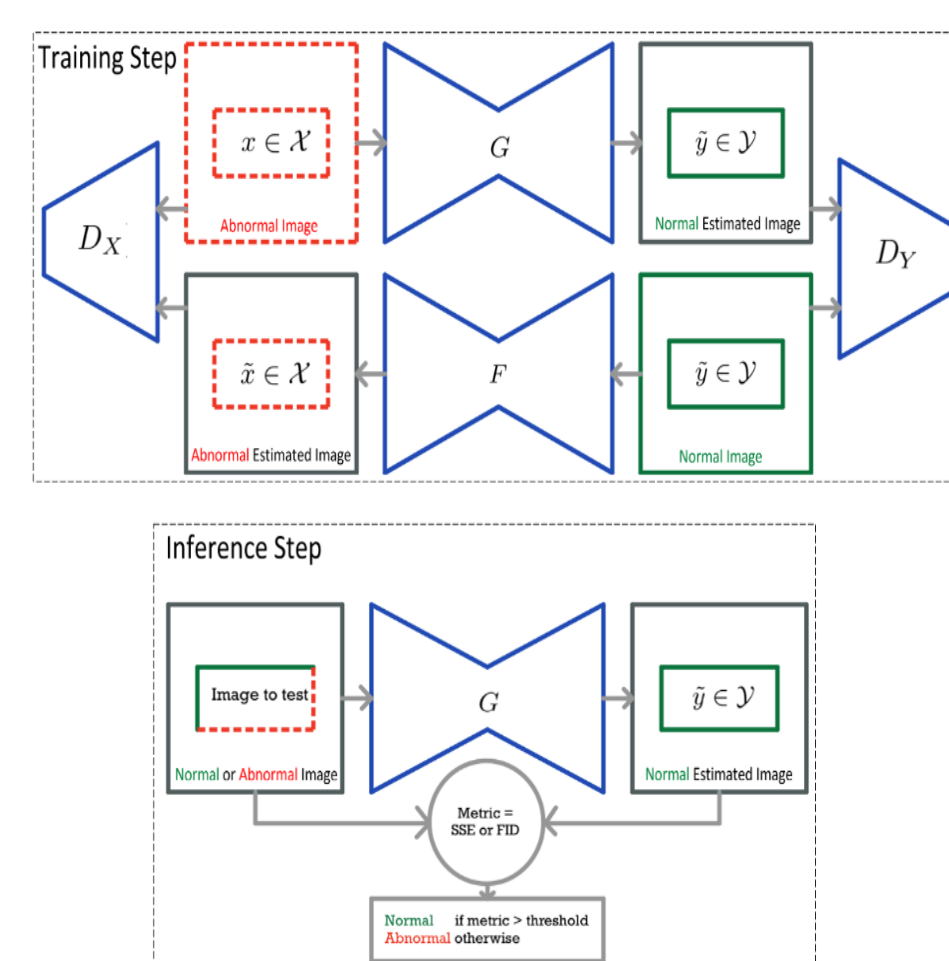 Training Step
x ∈ 𝒳
Abnormal Image
G
ỹ ∈ 𝒴
Normal Estimated Image
D_X
D_Y
x̃ ∈ 𝒳
Abnormal Estimated Image
F
ỹ ∈ 𝒴
Normal Image
Inference Step
Image to test
Normal or Abnormal Image
G
ỹ ∈ 𝒴
Normal Estimated Image
Metric =
SSE or FID
Normal if metric > threshold
Abnormal otherwise